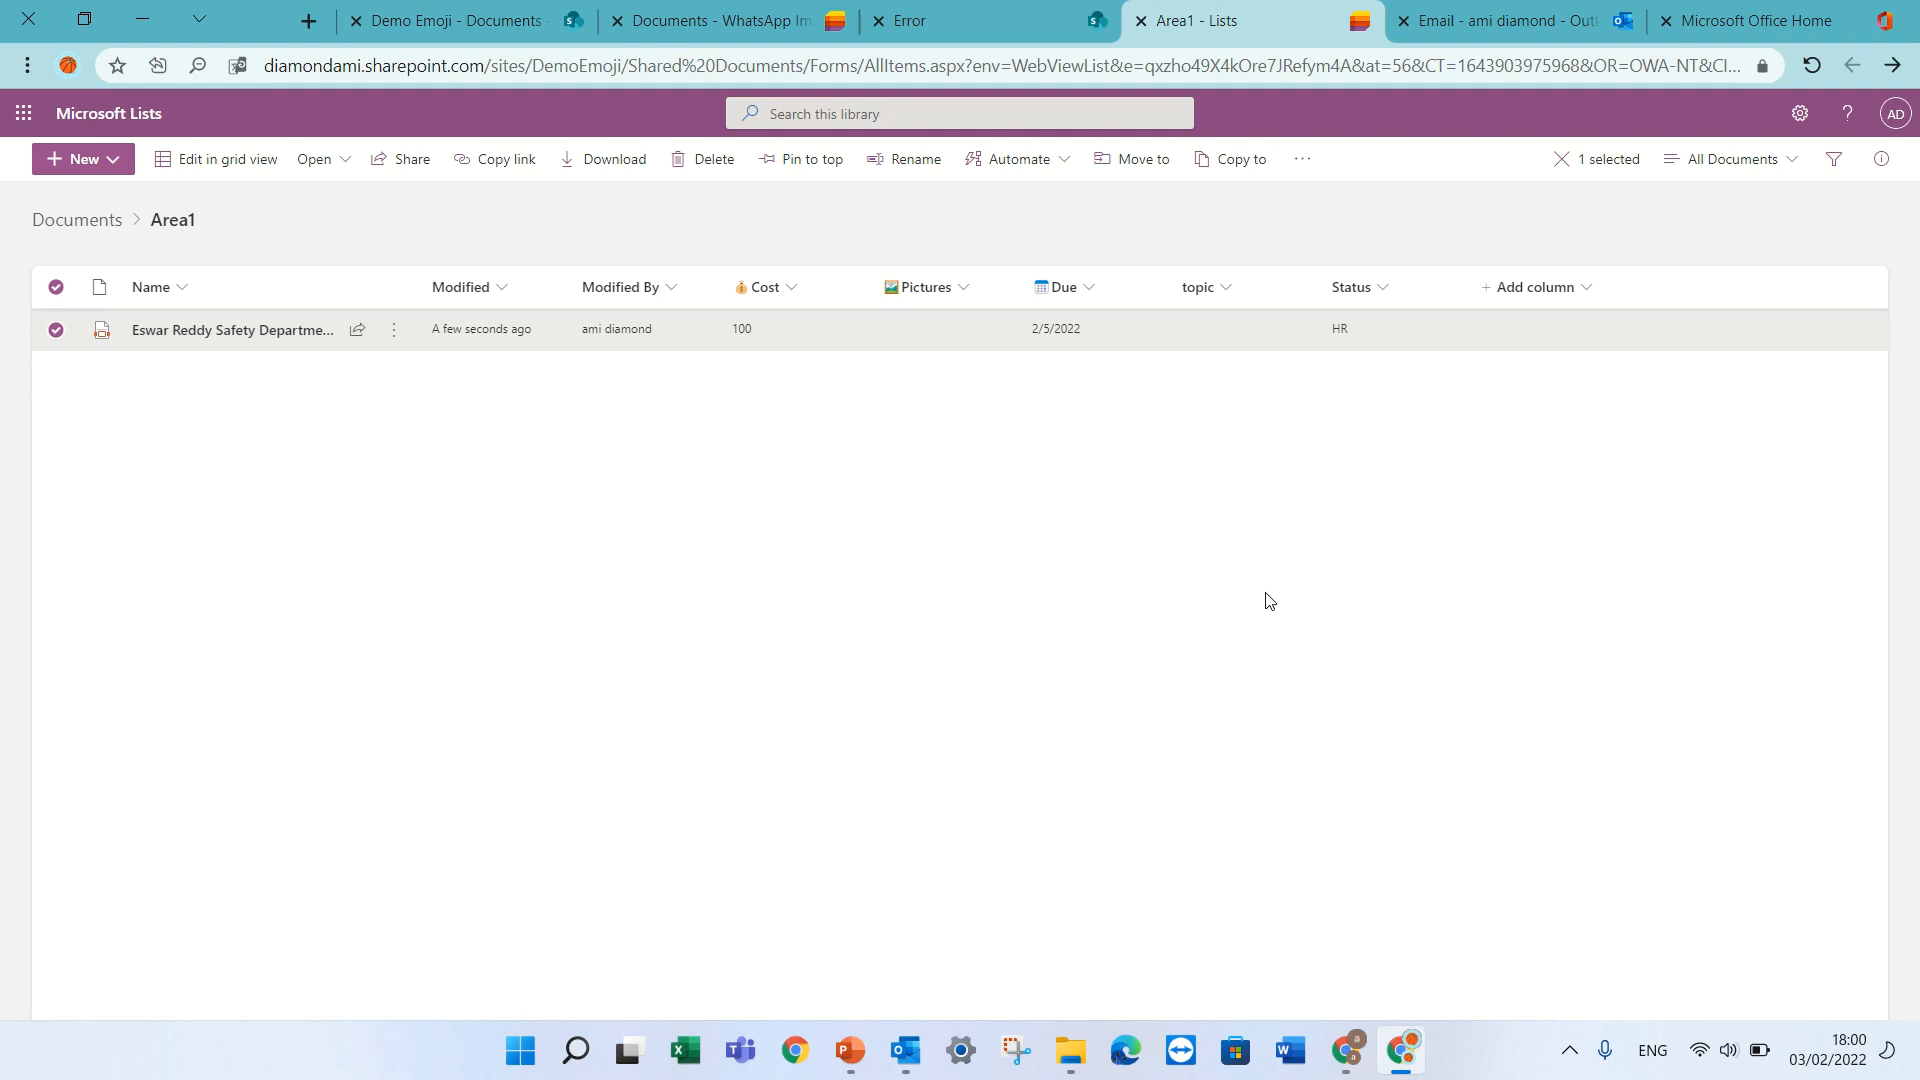 Demo Emoji - Documents -
Documents - WhatsApp Im
Error
Area1 - Lists
Email - ami diamond - Outl
Microsoft Office Home
diamondami.sharepoint.com/sites/DemoEmoji/Shared%20Documents/Forms/AllItems.aspx?env=WebViewList&e=qxzho49X4kOre7JRefym4A&at=56&CT=1643903975968&OR=OWA-NT&CI...
Microsoft Lists
Search this library
AD
New
Edit in grid view
Open
Share
Copy link
Download
Delete
Pin to top
Rename
Automate
Move to
Copy to
1 selected
All Documents
Documents > Area1
Name Modified Modified By Cost Pictures Due topic Status + Add column
Eswar Reddy Safety Departme... A few seconds ago ami diamond 100 2/5/2022 HR
ENG
18:00
03/02/2022